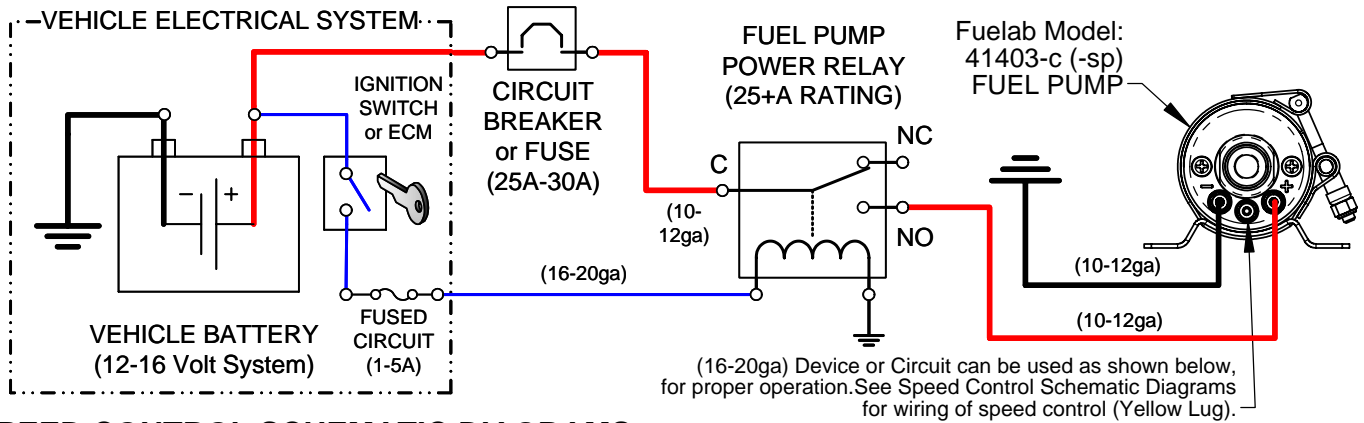 VEHICLE ELECTRICAL SYSTEM
IGNITION
SWITCH
or ECM
CIRCUIT
BREAKER
or FUSE
(25A-30A)
FUEL PUMP
POWER RELAY
(25+A RATING)
Fuelab Model:
41403-c (-sp)
FUEL PUMP
NC
C
NO
- +
- +
(10-
12ga)
(16-20ga)
(10-12ga)
(10-12ga)
FUSED
CIRCUIT
(1-5A)
VEHICLE BATTERY
(12-16 Volt System)
(16-20ga) Device or Circuit can be used as shown below,
for proper operation.See Speed Control Schematic Diagrams
for wiring of speed control (Yellow Lug).